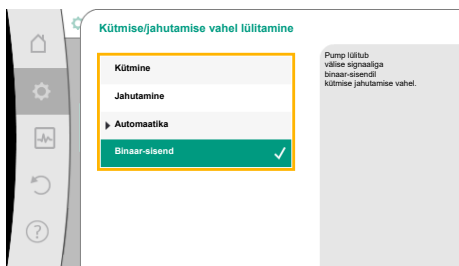 Kütmise/jahutamise vahel lülitamine
Kütmine
Jahutamine
Automaatika
Binaar-sisend
Pump lülitub
välise signaaliga
binaar-sisendil
kütmise jahutamise vahel.
?